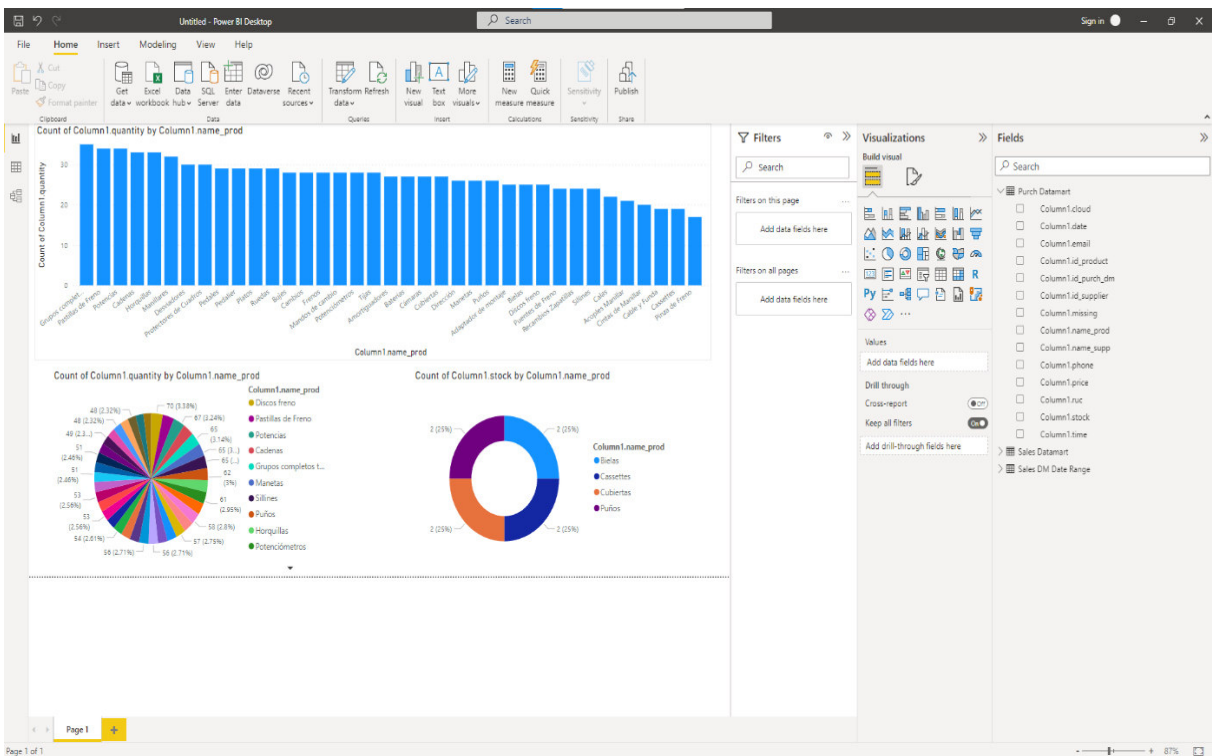 Untitled - Power BI Desktop
Search
Sign in
File Home Insert Modeling View Help
Paste
Cut
Copy
Format painter
Get data
Excel workbook
Data hub
SQL Server
Enter data
Dataverse
Recent sources
Transform data
Refresh
New visual
Text box
More visuals
New measure
Quick measure
Sensitivity
Publish
Clipboard
Data
Queries
Insert
Calculations
Sensitivity
Share
Count of Column1.quantity by Column1.name_prod
Count of Column1.quantity
30
20
10
0
Grupos complet...
Pastillas de Freno
Potencias
Cadenas
Horquillas
Manillares
Desviadores
Protectores de Cuadros
Pedales
Pedalier
Platos
Ruedas
Bujes
Cambios
Frenos
Mandos de cambio
Potenciómetros
Tijas
Amortiguadores
Baterias
Cámaras
Cubiertas
Dirección
Manetas
Puños
Adaptador de montaje
Bielas
Discos freno
Puentes de Freno
Recambios Zapatillas
Sillines
Calas
Acoples Manillar
Cintas de Manillar
Cable y Funda
Cassettes
Pinzas de Freno
Column1.name_prod
Count of Column1.quantity by Column1.name_prod
70 (3.38%)
67 (3.24%)
65 (3.14%)
65 (3...)
65 (...)
62 (3%)
61 (2.95%)
58 (2.8%)
57 (2.75%)
56 (2.71%)
56 (2.71%)
54 (2.61%)
53 (2.56%)
53 (2.56%)
51 (2.46%)
51 (2.46%)
49 (2.3...)
48 (2.32%)
48 (2.32%)
Column1.name_prod
Discos freno
Pastillas de Freno
Potencias
Cadenas
Grupos completos t...
Manetas
Sillines
Puños
Horquillas
Potenciómetros
Count of Column1.stock by Column1.name_prod
2 (25%)
2 (25%)
2 (25%)
2 (25%)
Column1.name_prod
Bielas
Cassettes
Cubiertas
Puños
Filters
Search
Filters on this page
Add data fields here
Filters on all pages
Add data fields here
Visualizations
Build visual
R
Py
Values
Add data fields here
Drill through
Cross-report
Off
Keep all filters
On
Add drill-through fields here
Fields
Search
Purch Datamart
Column1.cloud
Column1.date
Column1.email
Column1.id_product
Column1.id_purch_dm
Column1.id_supplier
Column1.missing
Column1.name_prod
Column1.name_supp
Column1.phone
Column1.price
Column1.ruc
Column1.stock
Column1.time
Sales Datamart
Sales DM Date Range
Page 1
Page 1 of 1
87%